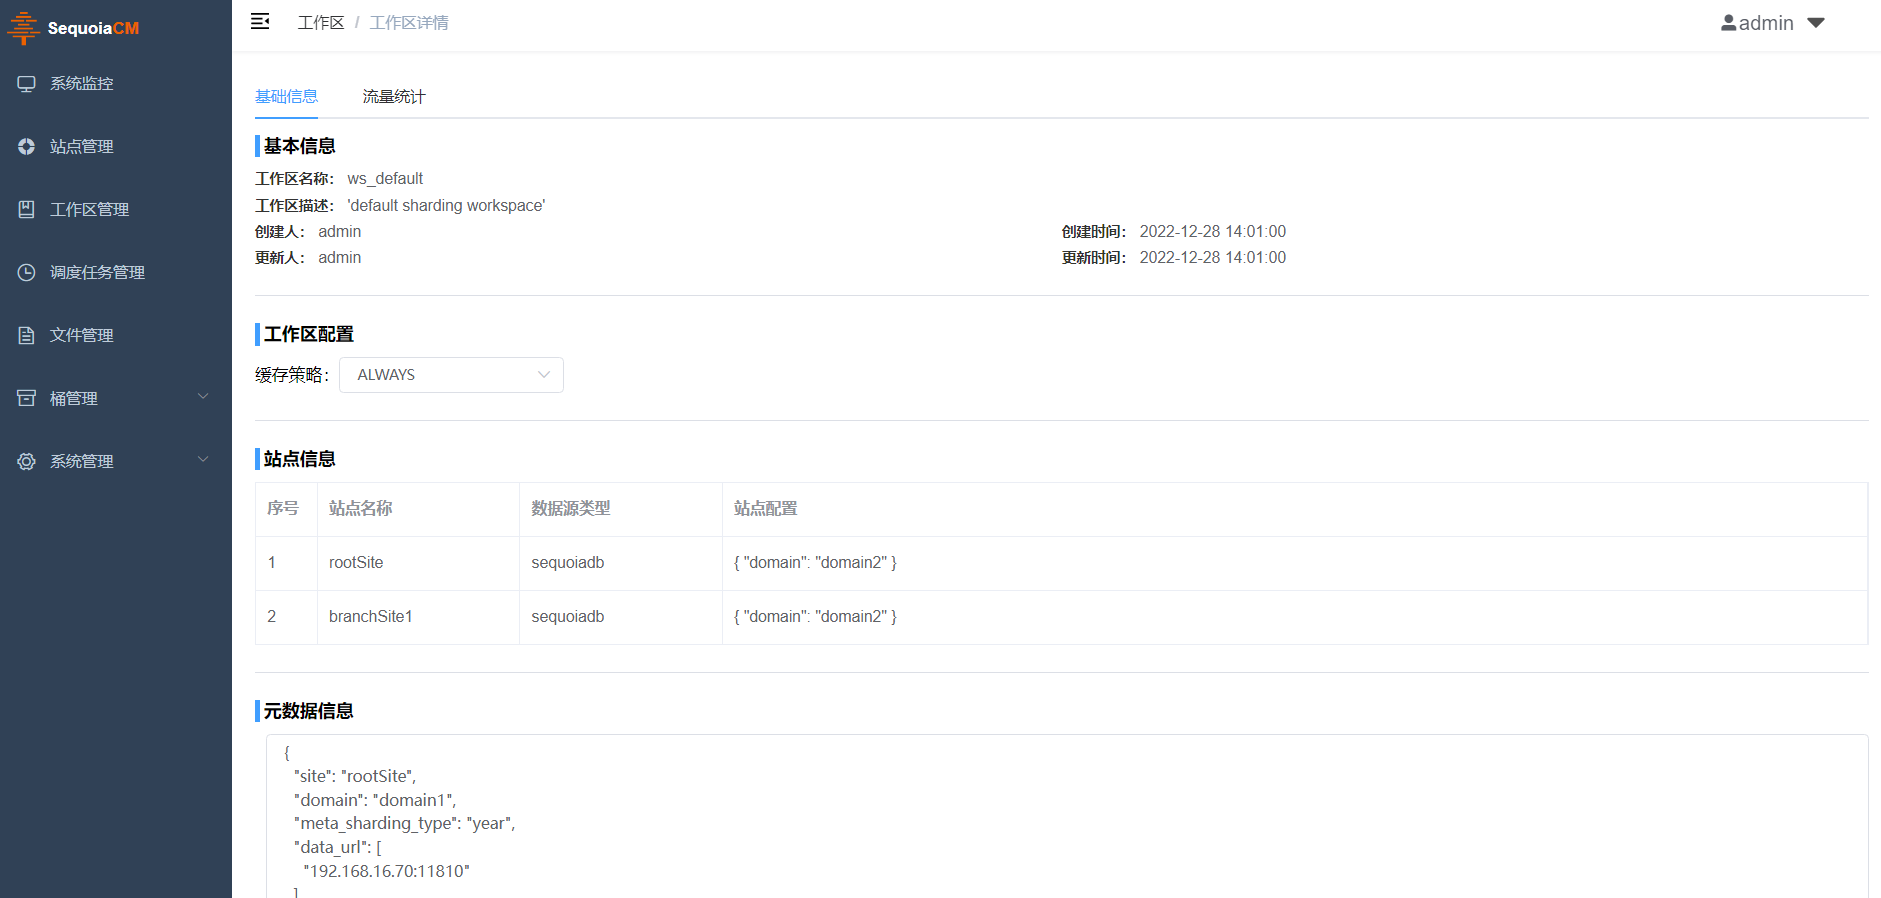 SequoiaCM
系统监控
站点管理
工作区管理
调度任务管理
文件管理
桶管理
系统管理
工作区 / 工作区详情
admin
基础信息 流量统计
基本信息
工作区名称: ws_default
工作区描述: 'default sharding workspace'
创建人: admin 创建时间: 2022-12-28 14:01:00
更新人: admin 更新时间: 2022-12-28 14:01:00
工作区配置
缓存策略: ALWAYS
站点信息
序号 站点名称 数据源类型 站点配置
1 rootSite sequoiadb { "domain": "domain2" }
2 branchSite1 sequoiadb { "domain": "domain2" }
元数据信息
{
"site": "rootSite",
"domain": "domain1",
"meta_sharding_type": "year",
"data_url": [
"192.168.16.70:11810"
]